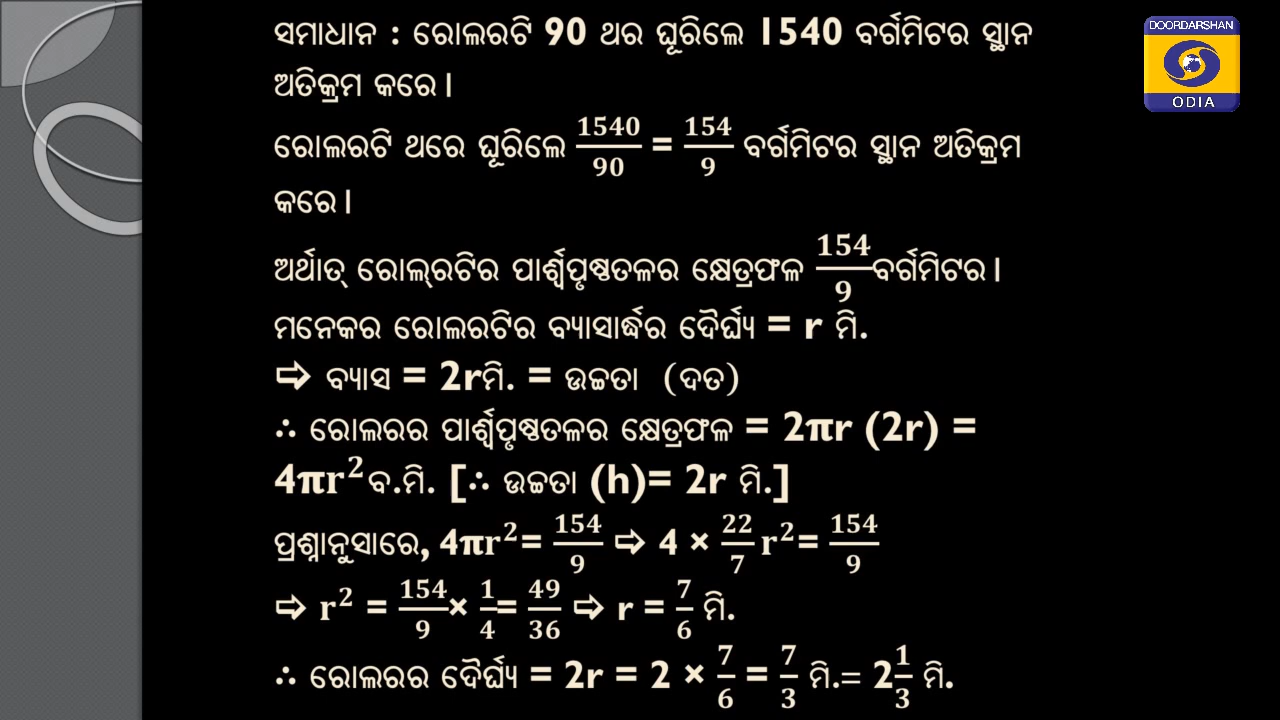 ସମାଧାନ : ରୋଲରଟି 90 ଥର ଘୂରିଲେ 1540 ବର୍ଗମିଟର ସ୍ଥାନ
ଅତିକ୍ରମ କରେ।
ରୋଲରଟି ଥରେ ଘୂରିଲେ 1540/90 = 154/9 ବର୍ଗମିଟର ସ୍ଥାନ ଅତିକ୍ରମ
କରେ।
ଅର୍ଥାତ୍ ରୋଲ୍‌ରଟିର ପାର୍ଶ୍ୱପୃଷ୍ଠତଳର କ୍ଷେତ୍ରଫଳ 154/9 ବର୍ଗମିଟର।
ମନେକର ରୋଲରଟିର ବ୍ୟାସାର୍ଦ୍ଧର ଦୈର୍ଘ୍ୟ = r ମି.
⇨ ବ୍ୟାସ = 2rମି. = ଉଚ୍ଚତା (ଦତ)
∴ ରୋଲରର ପାର୍ଶ୍ୱପୃଷ୍ଠତଳର କ୍ଷେତ୍ରଫଳ = 2πr (2r) =
4πr² ବ.ମି. [∴ ଉଚ୍ଚତା (h)= 2r ମି.]
ପ୍ରଶ୍ନାନୁସାରେ, 4πr²= 154/9 ⇨ 4 × 22/7 r²= 154/9
⇨ r² = 154/9 × 1/4 = 49/36 ⇨ r = 7/6 ମି.
∴ ରୋଲରର ଦୈର୍ଘ୍ୟ = 2r = 2 × 7/6 = 7/3 ମି.= 2 1/3 ମି.
DOORDARSHAN
ODIA